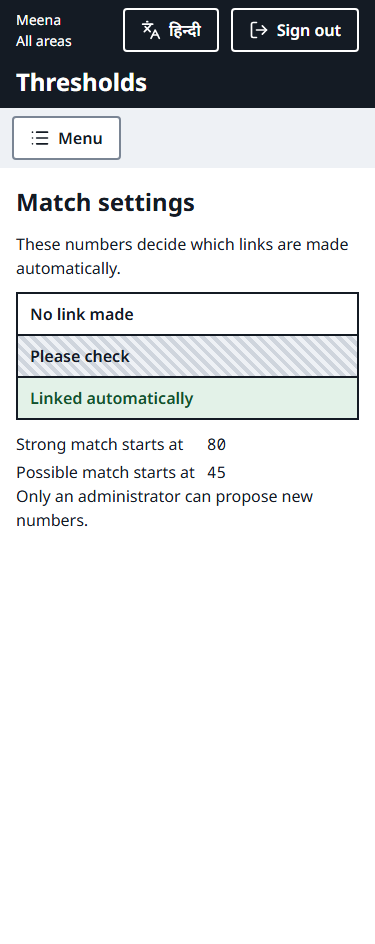 Meena
All areas
हिन्दी
Sign out
Thresholds
Menu
Match settings
These numbers decide which links are made
automatically.
No link made
Please check
Linked automatically
Strong match starts at 80
Possible match starts at 45
Only an administrator can propose new
numbers.